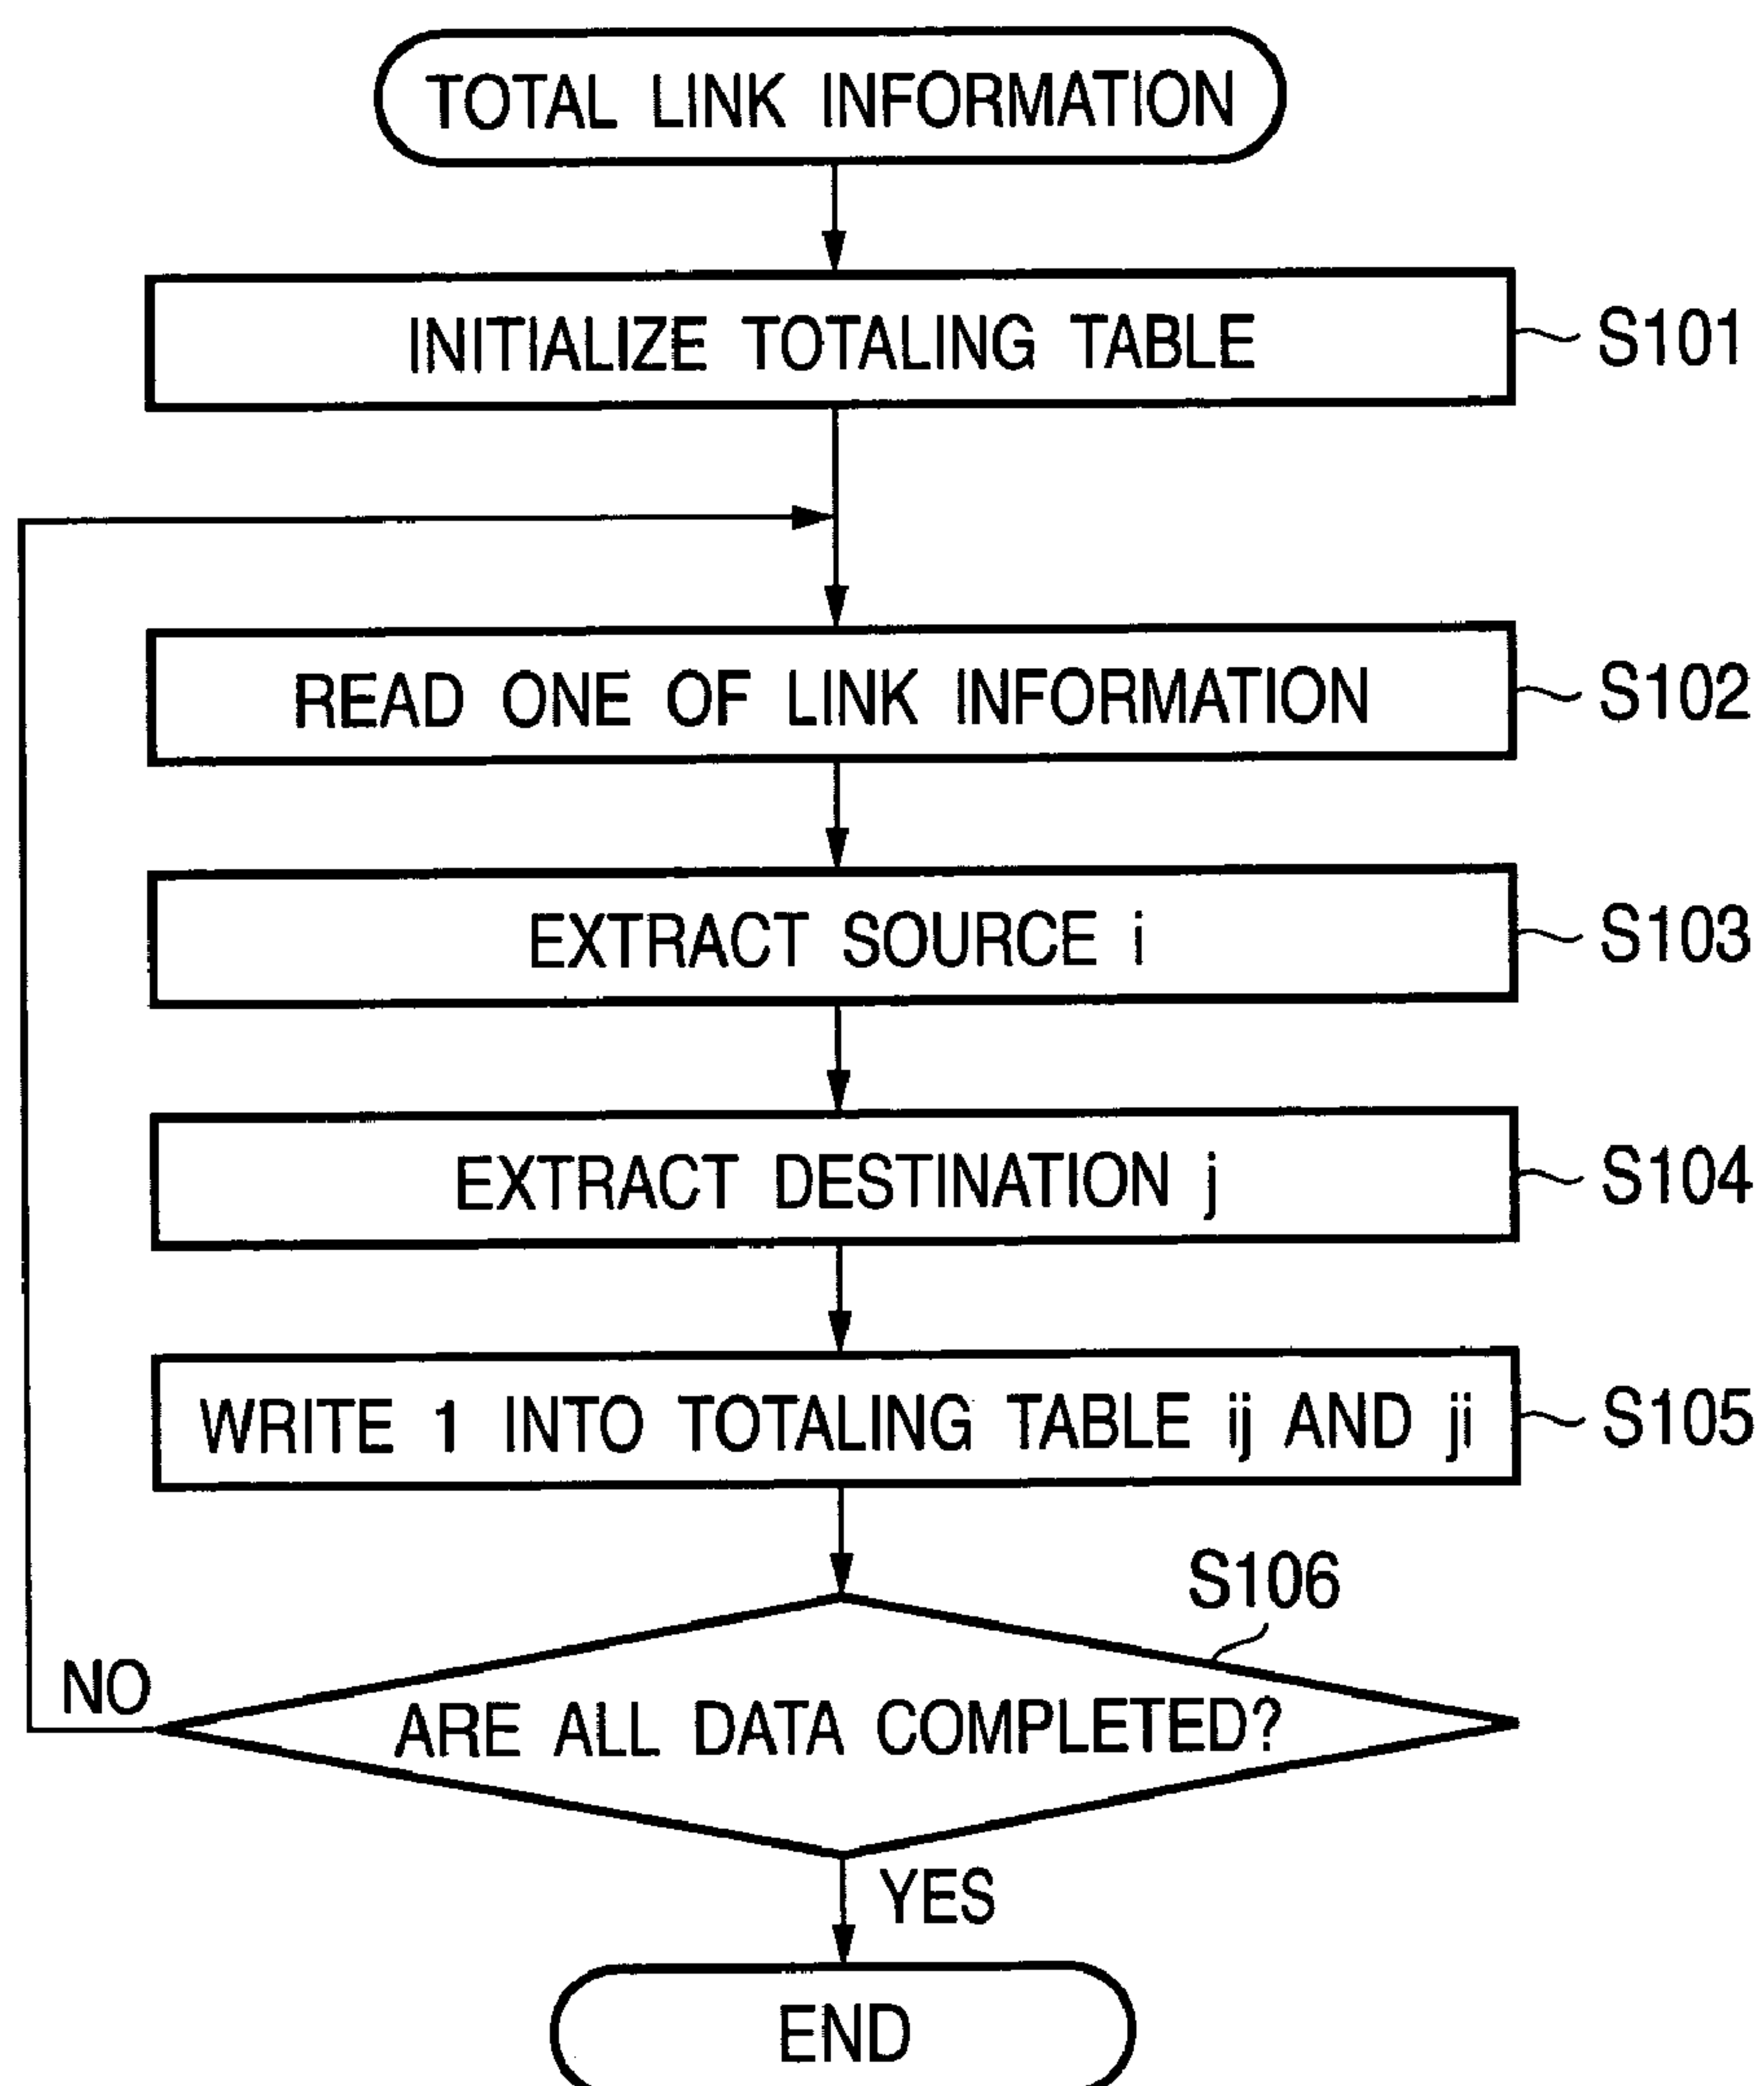 TOTAL LINK INFORMATION
INITIALIZE TOTALING TABLE
S101
READ ONE OF LINK INFORMATION
S102
EXTRACT SOURCE i
S103
EXTRACT DESTINATION j
S104
WRITE 1 INTO TOTALING TABLE ij AND ji
S105
S106
NO
ARE ALL DATA COMPLETED?
YES
END